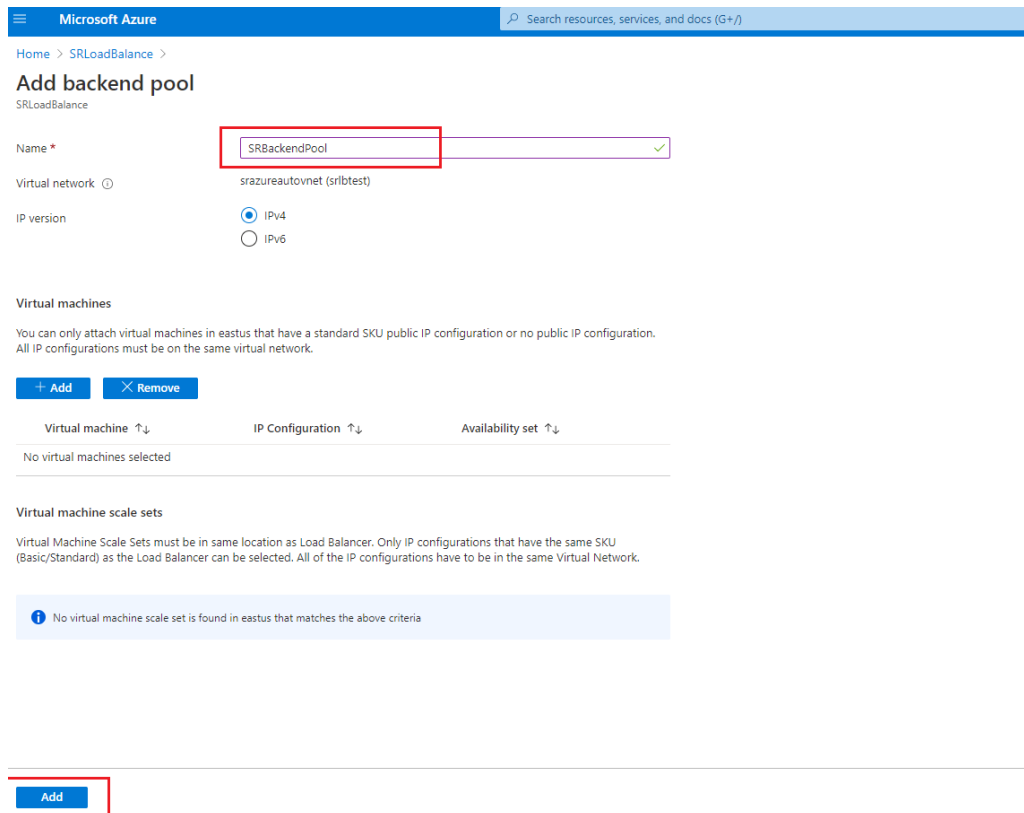 Microsoft Azure
Search resources, services, and docs (G+/)
Home > SRLoadBalance >
Add backend pool
SRLoadBalance
Name *
SRBackendPool
Virtual network
srazureautovnet (srlbtest)
IP version
IPv4
IPv6
Virtual machines
You can only attach virtual machines in eastus that have a standard SKU public IP configuration or no public IP configuration.
All IP configurations must be on the same virtual network.
+ Add
Remove
Virtual machine ↑↓ IP Configuration ↑↓ Availability set ↑↓
No virtual machines selected
Virtual machine scale sets
Virtual Machine Scale Sets must be in same location as Load Balancer. Only IP configurations that have the same SKU
(Basic/Standard) as the Load Balancer can be selected. All of the IP configurations have to be in the same Virtual Network.
No virtual machine scale set is found in eastus that matches the above criteria
Add